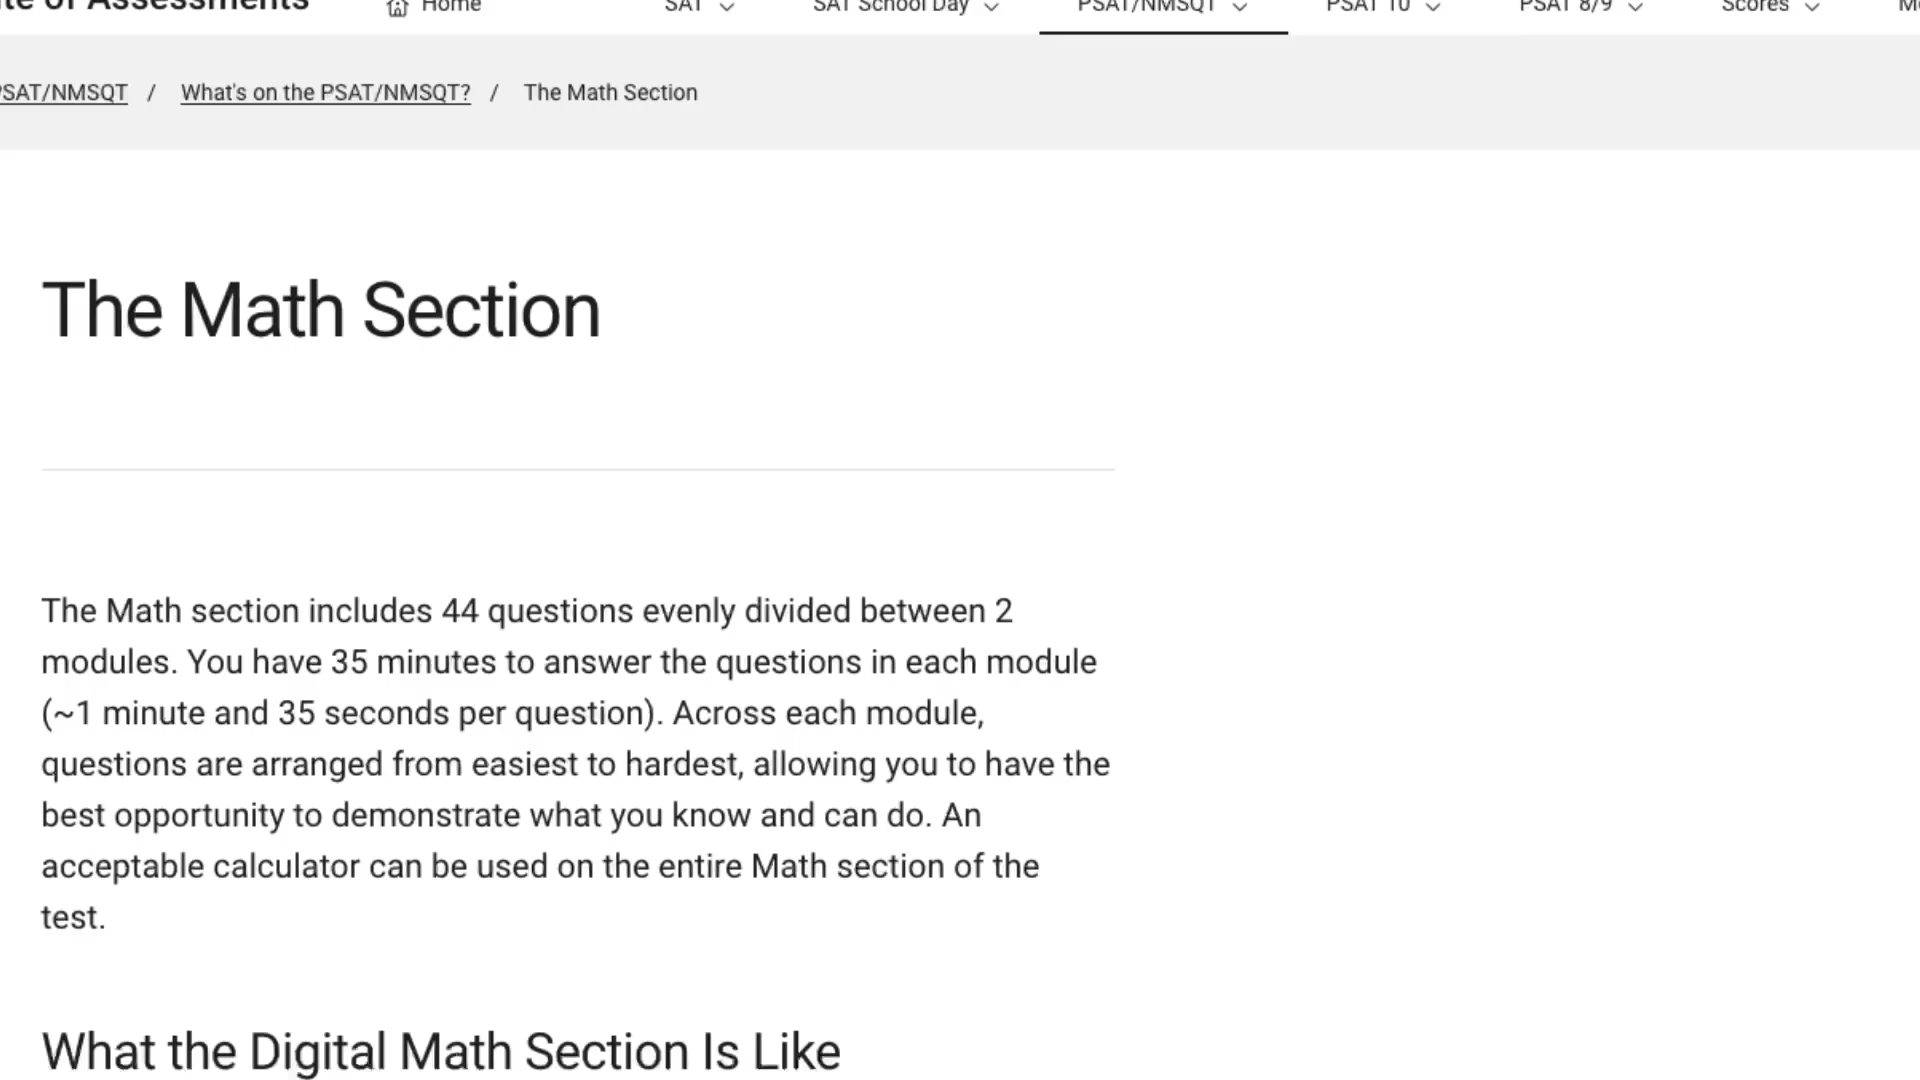 of Assessments Home SAT SAT School Day PSAT/NMSQT PSAT 10 PSAT 8/9 Scores
PSAT/NMSQT / What's on the PSAT/NMSQT? / The Math Section
The Math Section
The Math section includes 44 questions evenly divided between 2
modules. You have 35 minutes to answer the questions in each module
(~1 minute and 35 seconds per question). Across each module,
questions are arranged from easiest to hardest, allowing you to have the
best opportunity to demonstrate what you know and can do. An
acceptable calculator can be used on the entire Math section of the
test.
What the Digital Math Section Is Like